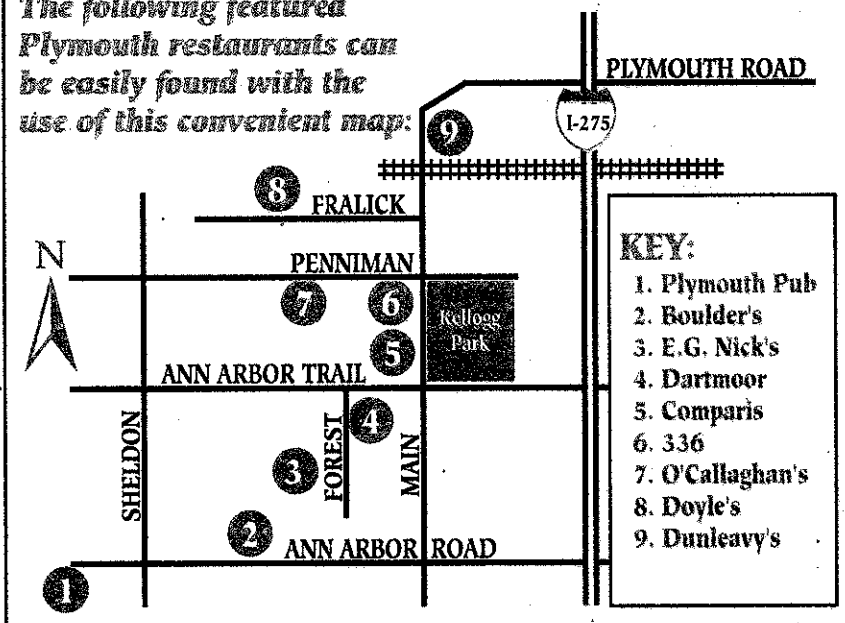 The following featured
Plymouth restaurants can
be easily found with the
use of this convenient map:
PLYMOUTH ROAD
I-275
9
8
FRALICK
N
PENNIMAN
7
6
Kellogg
Park
5
ANN ARBOR TRAIL
SHELDON
FOREST
MAIN
4
3
2
ANN ARBOR ROAD
1
KEY:
1. Plymouth Pub
2. Boulder's
3. E.G. Nick's
4. Dartmoor
5. Comparis
6. 336
7. O'Callaghan's
8. Doyle's
9. Dunleavy's